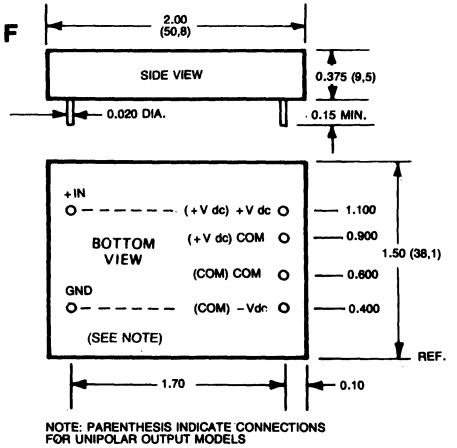 F
2.00
(50,8)
SIDE VIEW
0.375 (9,5)
0.020 DIA.
0.15 MIN.
+IN
(+V dc) +V dc
1.100
BOTTOM
VIEW
(+V dc) COM
0.900
1.50 (38,1)
(COM) COM
0.600
GND
(COM) -Vdc
0.400
(SEE NOTE)
REF.
1.70
0.10
NOTE: PARENTHESIS INDICATE CONNECTIONS
FOR UNIPOLAR OUTPUT MODELS